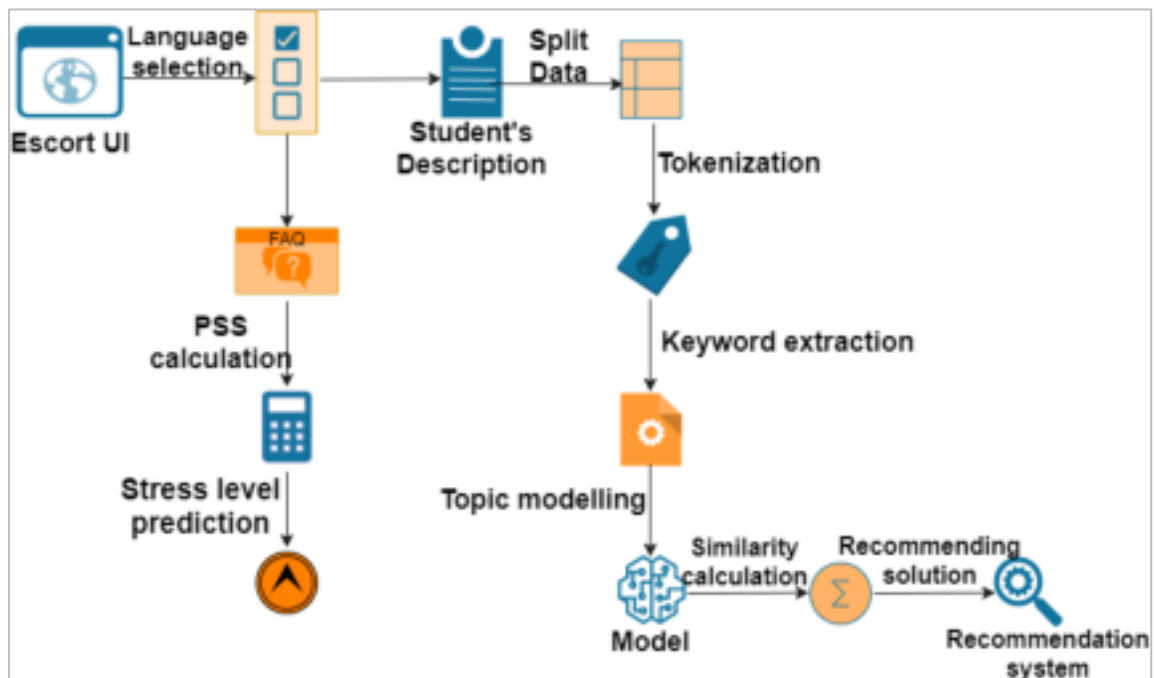 Language
selection
Escort UI
Student's
Description
Split
Data
Tokenization
FAQ
?
PSS
calculation
Keyword extraction
Stress level
prediction
Topic modelling
Similarity
calculation
Recommending
solution
Σ
Model
Recommendation
system